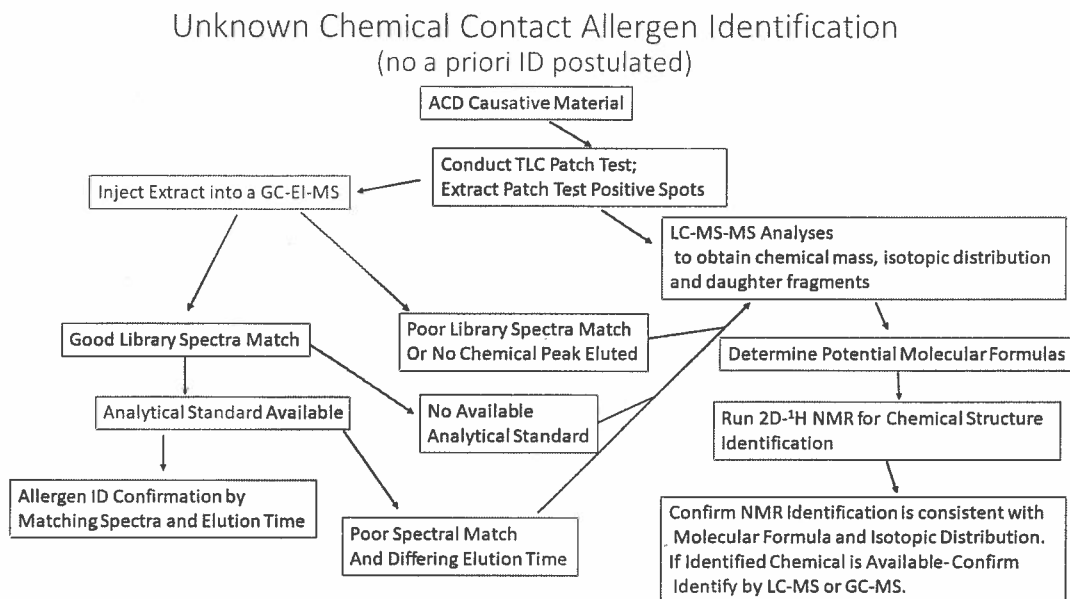 Unknown Chemical Contact Allergen Identification
(no a priori ID postulated)
ACD Causative Material
Conduct TLC Patch Test;
Extract Patch Test Positive Spots
Inject Extract into a GC-EI-MS
LC-MS-MS Analyses
to obtain chemical mass, isotopic distribution
and daughter fragments
Good Library Spectra Match
Poor Library Spectra Match
Or No Chemical Peak Eluted
Determine Potential Molecular Formulas
Analytical Standard Available
No Available
Analytical Standard
Run 2D-¹H NMR for Chemical Structure
Identification
Allergen ID Confirmation by
Matching Spectra and Elution Time
Poor Spectral Match
And Differing Elution Time
Confirm NMR Identification is consistent with
Molecular Formula and Isotopic Distribution.
If Identified Chemical is Available-Confirm
Identify by LC-MS or GC-MS.